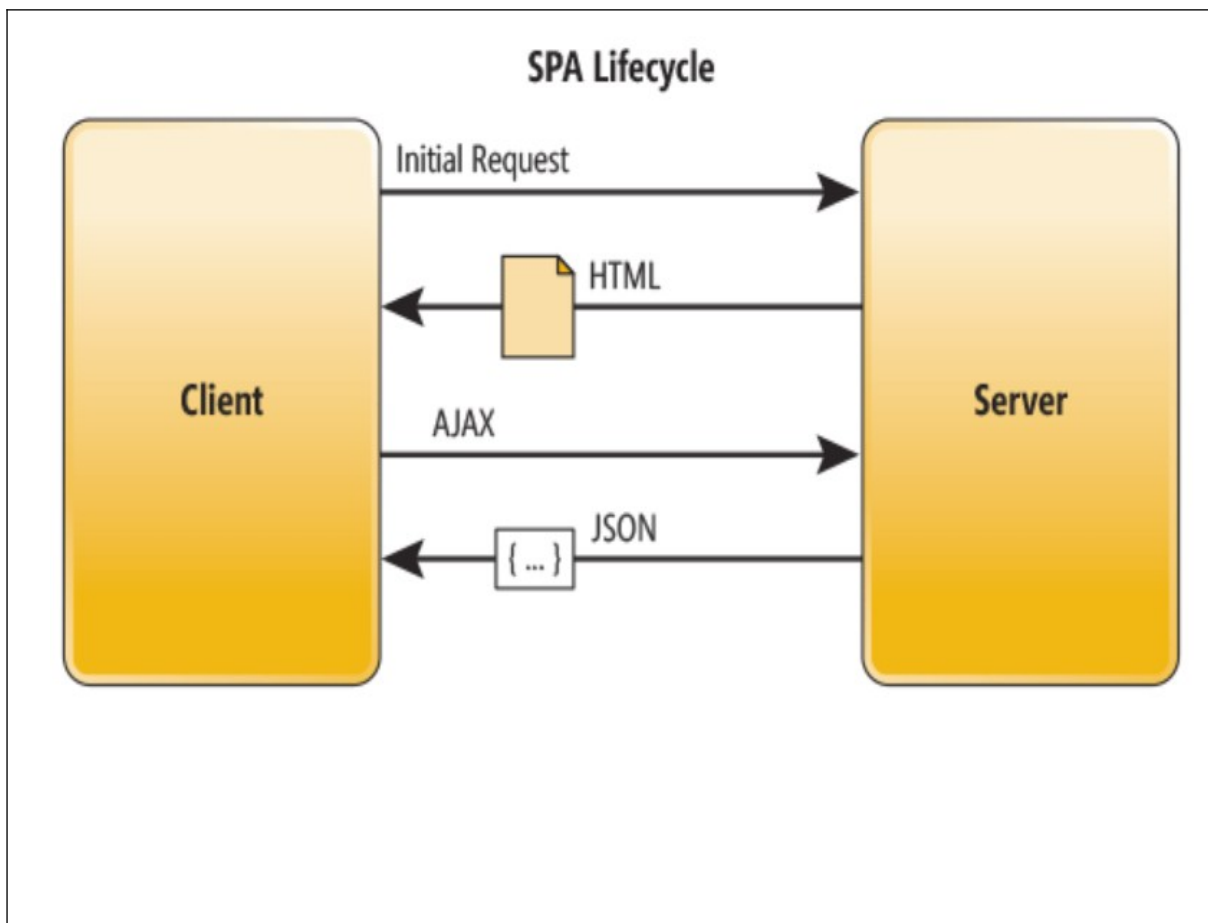 SPA Lifecycle
Initial Request
HTML
Client
Server
AJAX
JSON
{ ... }